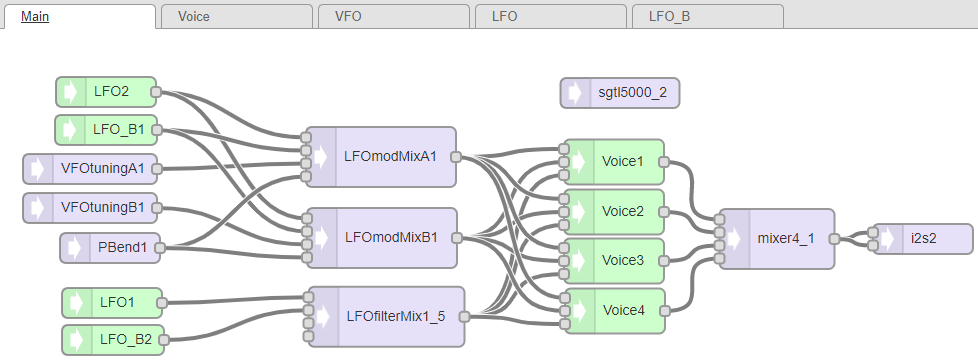 Main
Voice
VFO
LFO
LFO_B
LFO2
LFO_B1
VFOtuningA1
VFOtuningB1
PBend1
LFO1
LFO_B2
LFOmodMixA1
LFOmodMixB1
LFOfilterMix1_5
sgtl5000_2
Voice1
Voice2
Voice3
Voice4
mixer4_1
i2s2